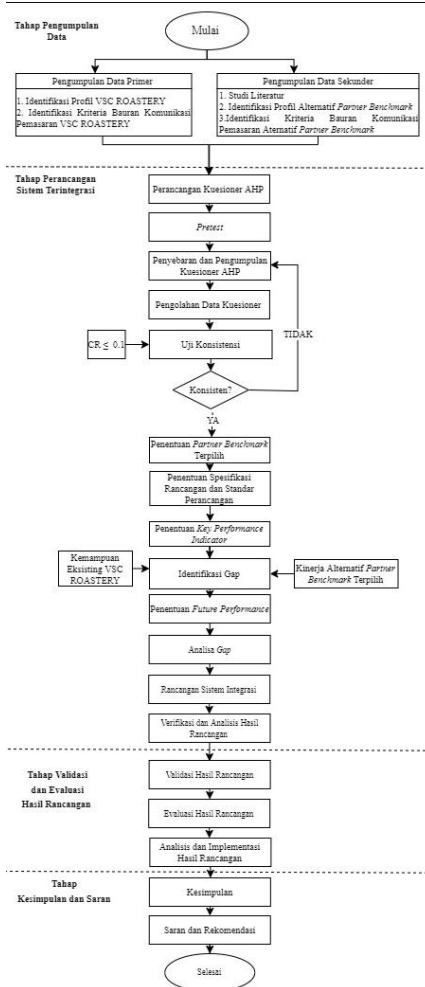 Tahap Pengumpulan
Data
Mulai
Pengumpulan Data Primer
1. Identifikasi Profil VSC ROASTERY
2. Identifikasi Kriteria Bauran Komunikasi
Pemasaran VSC ROASTERY
Pengumpulan Data Sekunder
1. Studi Literatur
2. Identifikasi Profil Alternatif Partner Benchmark
3.Identifikasi Kriteria Bauran Komunikasi
Pemasaran Aternatif Partner Benchmark
Tahap Perancangan
Sistem Terintegrasi
Perancangan Kuesioner AHP
Pretest
Penyebaran dan Pengumpulan
Kuesioner AHP
Pengolahan Data Kuesioner
CR ≤ 0.1
Uji Konsistensi
TIDAK
Konsisten?
YA
Penentuan Partner Benchmark
Terpilih
Penentuan Spesifikasi
Rancangan dan Standar
Perancangan
Penentuan Key Performance
Indicator
Kemampuan
Eksisting VSC
ROASTERY
Identifikasi Gap
Kinerja Alternatif Partner
Benchmark Terpilih
Penentuan Future Performance
Analisa Gap
Rancangan Sistem Integrasi
Verifikasi dan Analisis Hasil
Rancangan
Tahap Validasi
dan Evaluasi
Hasil Rancangan
Validasi Hasil Rancangan
Evaluasi Hasil Rancangan
Analisis dan Implementasi
Hasil Rancangan
Tahap
Kesimpulan dan Saran
Kesimpulan
Saran dan Rekomendasi
Selesai